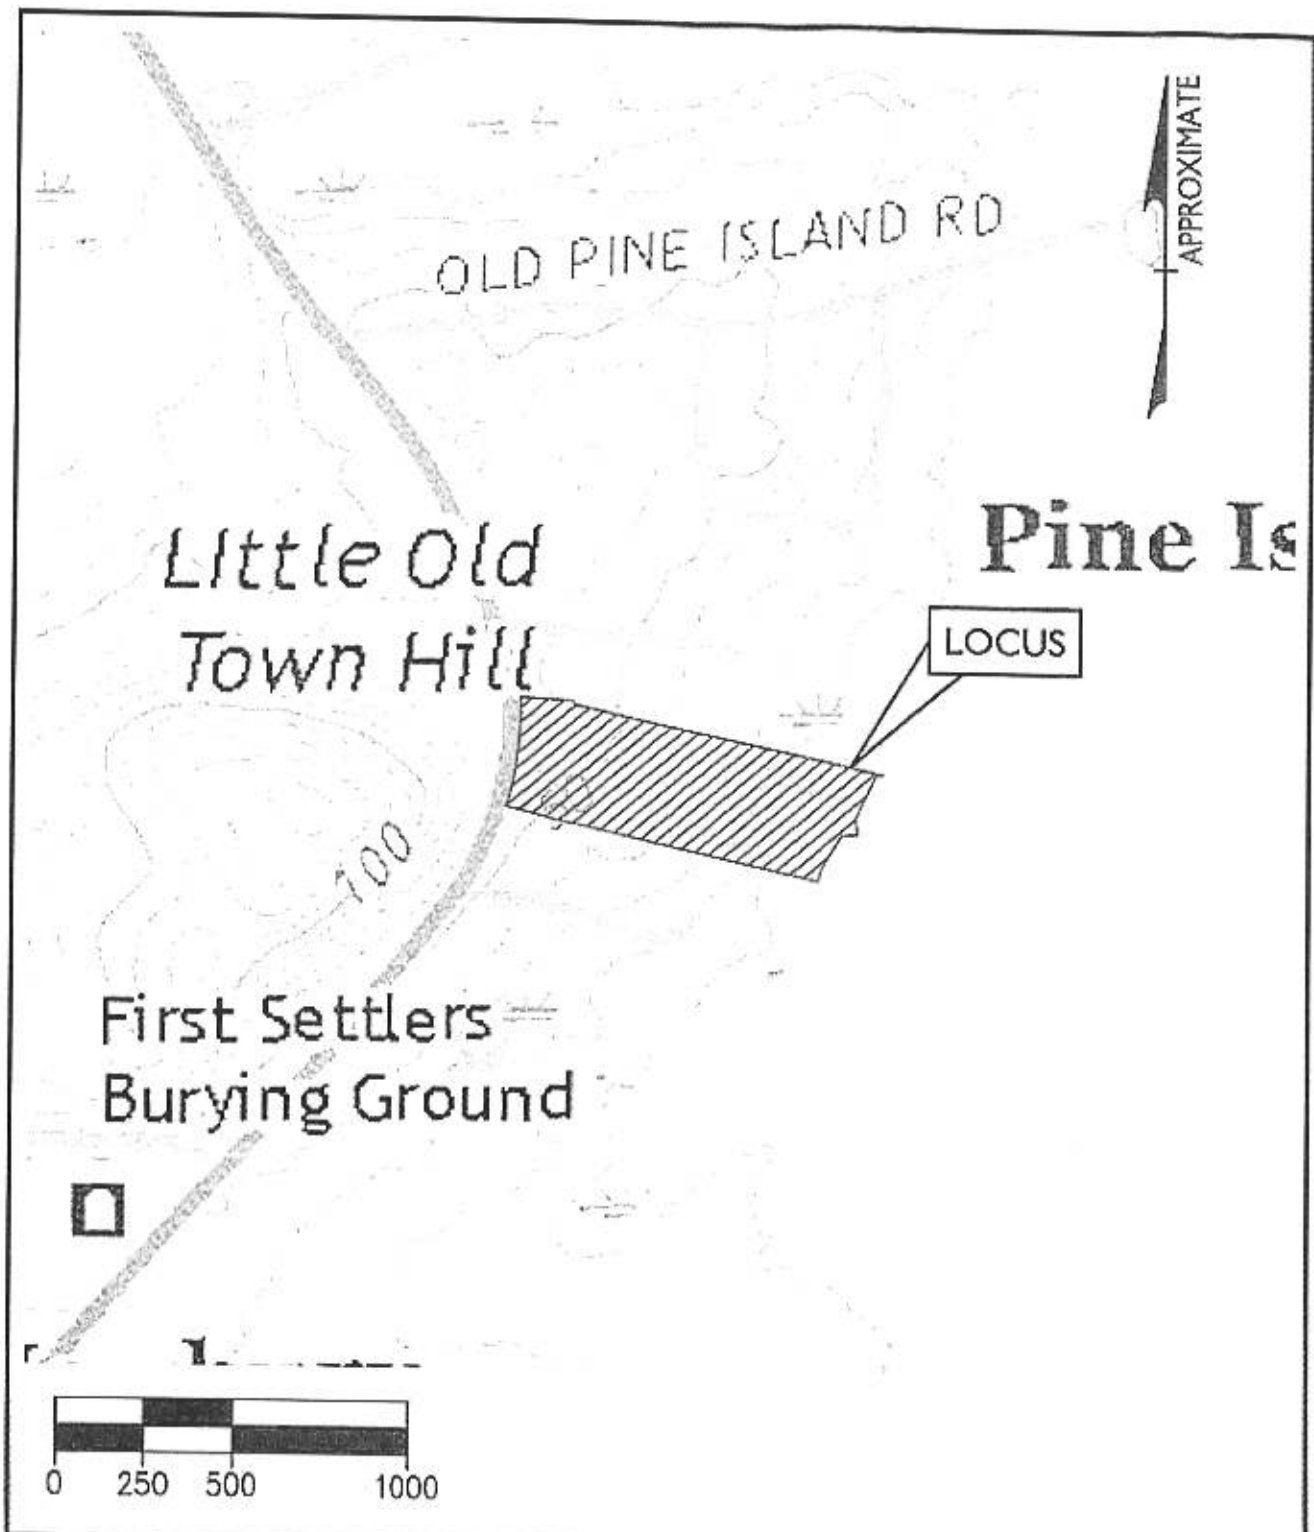 APPROXIMATE
OLD PINE ISLAND RD
Pine Is
LIttle Old
Town Hill
LOCUS
100
First Settlers
Burying Ground
0 250 500 1000